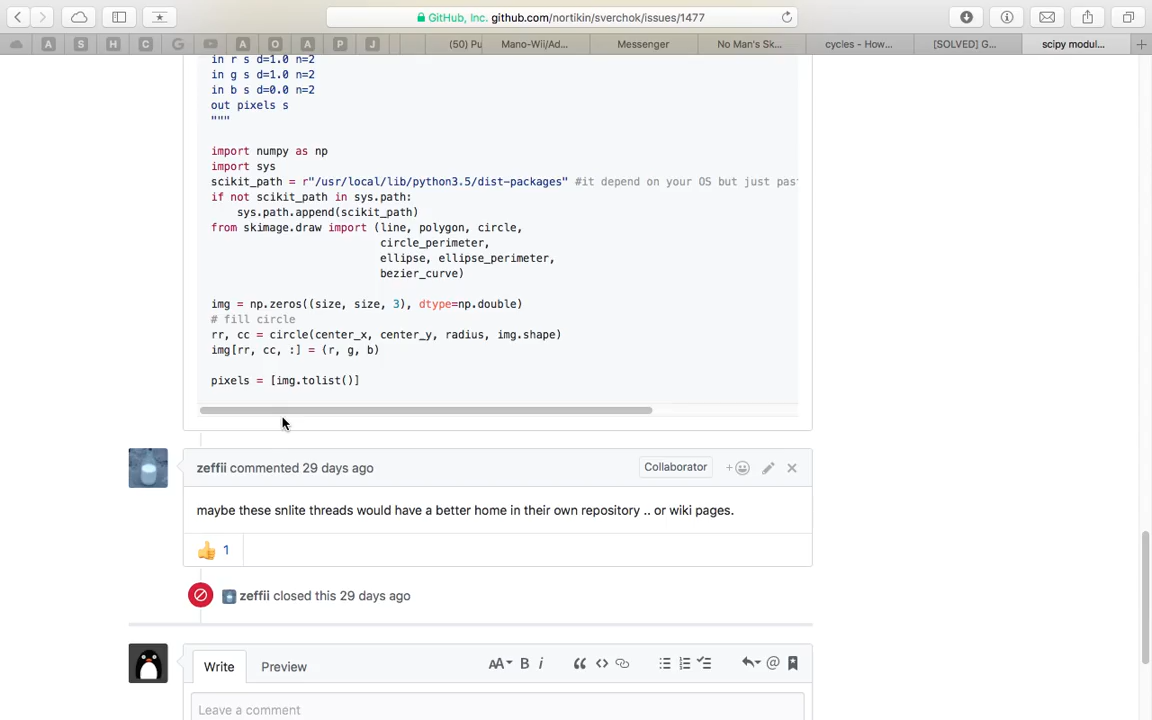 GitHub, Inc. github.com/nortikin/sverchok/issues/1477
A S H C G A O A P J (50) Pu Mano-Wii/Ad... Messenger No Man's Sk... cycles - How... [SOLVED] G... scipy modul...
in r s d=1.0 n=2
in g s d=1.0 n=2
in b s d=0.0 n=2
out pixels s
"""
import numpy as np
import sys
scikit_path = r"/usr/local/lib/python3.5/dist-packages" #it depend on your OS but just pas
if not scikit_path in sys.path:
    sys.path.append(scikit_path)
from skimage.draw import (line, polygon, circle,
                          circle_perimeter,
                          ellipse, ellipse_perimeter,
                          bezier_curve)
img = np.zeros((size, size, 3), dtype=np.double)
# fill circle
rr, cc = circle(center_x, center_y, radius, img.shape)
img[rr, cc, :] = (r, g, b)
pixels = [img.tolist()]
zeffii commented 29 days ago Collaborator
maybe these snlite threads would have a better home in their own repository .. or wiki pages.
👍 1
zeffii closed this 29 days ago
Write Preview AA B i
Leave a comment